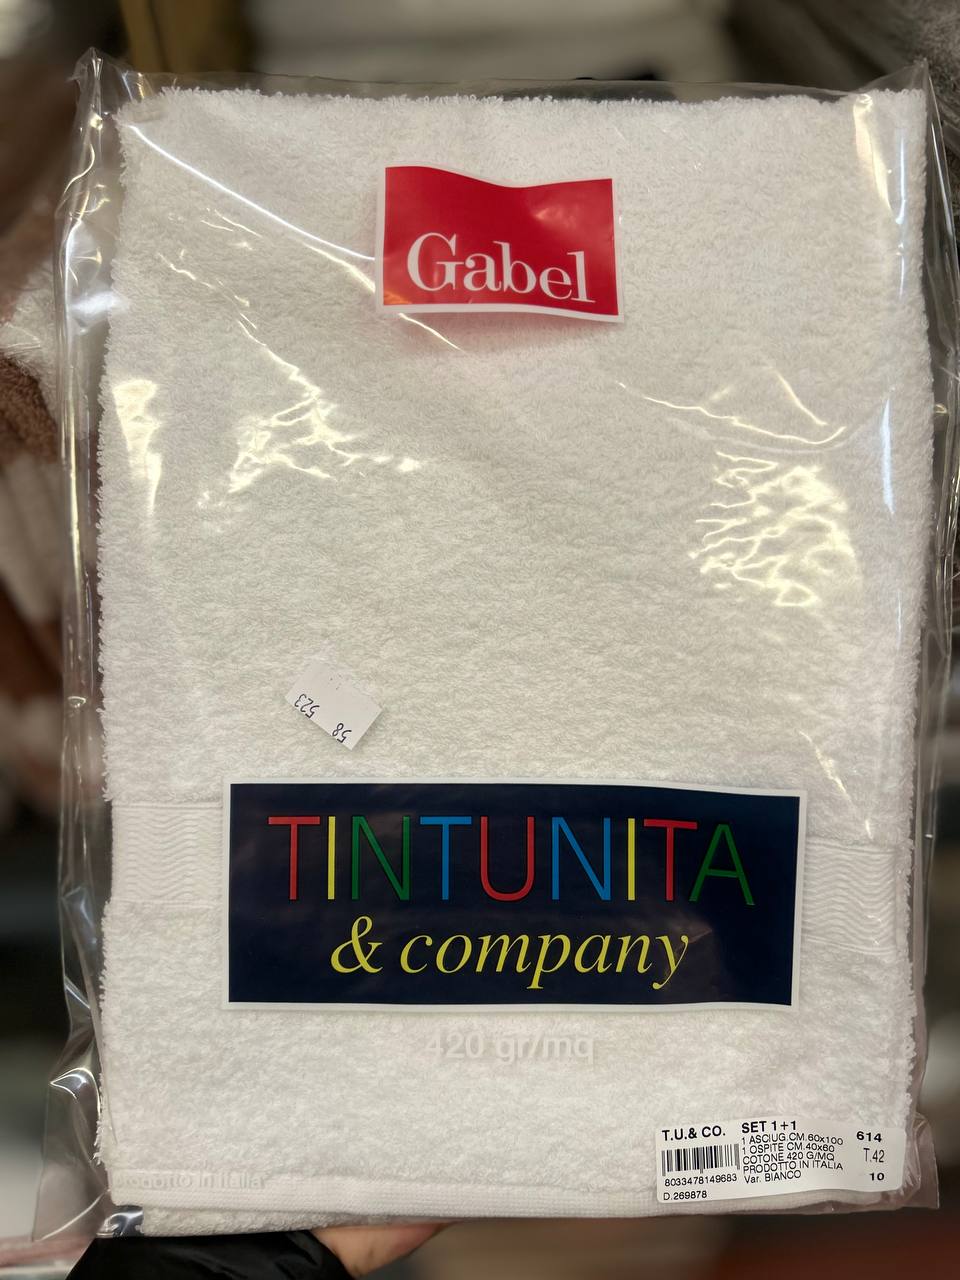 Gabel
523
58
TINTUNITA
& company
420 gr/mq
T.U.& CO. SET 1+1 614
1 ASCIUG.CM.60x100
1 OSPITE CM.40x60 T.42
COTONE 420 G/MQ
PRODOTTO IN ITALIA
8033478149683 Var. BIANCO 10
D.269878
prodotto in Italia